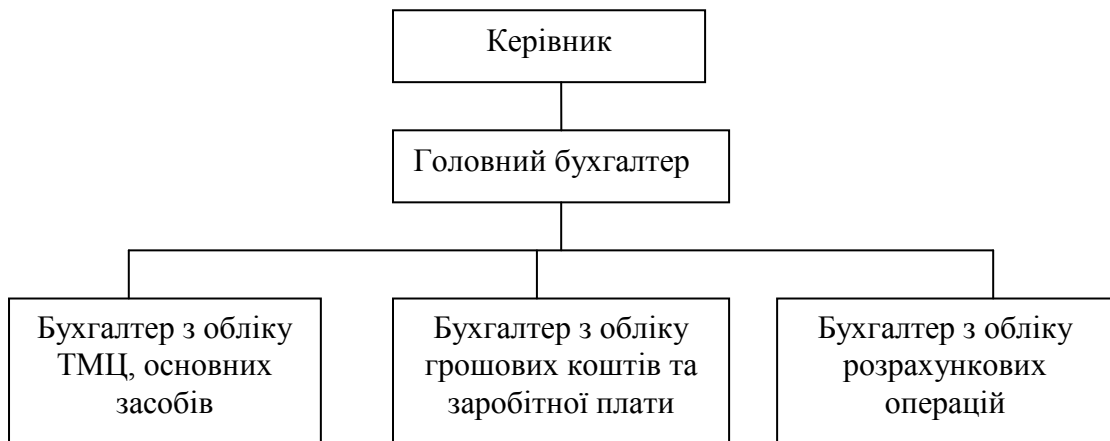 Керівник
Головний бухгалтер
Бухгалтер з обліку
ТМЦ, основних
засобів
Бухгалтер з обліку
грошових коштів та
заробітної плати
Бухгалтер з обліку
розрахункових
операцій